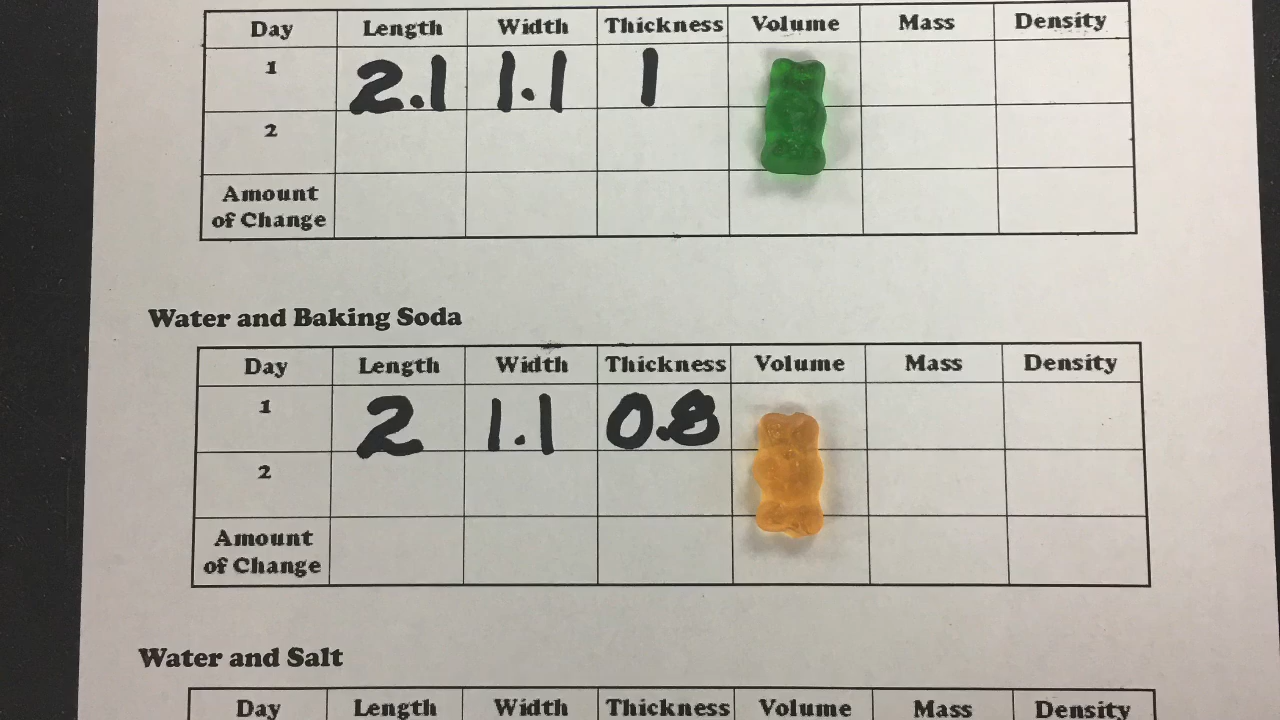 Day Length Width Thickness Volume Mass Density
1 2.1 1.1 1
2
Amount
of Change
Water and Baking Soda
Day Length Width Thickness Volume Mass Density
1 2 1.1 0.8
2
Amount
of Change
Water and Salt
Day Length Width Thickness Volume Mass Density